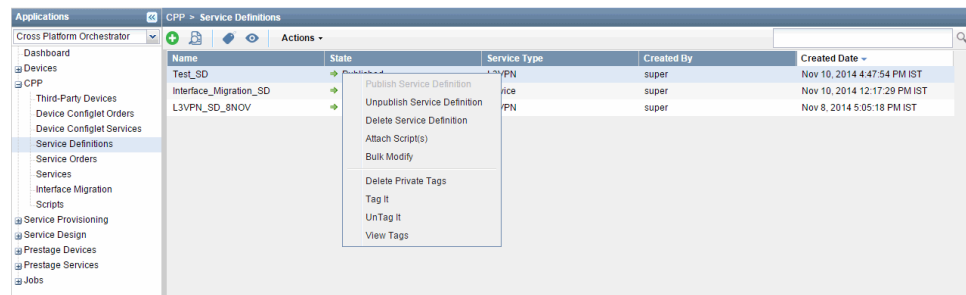 Applications
CPP > Service Definitions
Cross Platform Orchestrator
Actions
Dashboard
Devices
CPP
Third-Party Devices
Device Configlet Orders
Device Configlet Services
Service Definitions
Service Orders
Services
Interface Migration
Scripts
Service Provisioning
Service Design
Prestage Devices
Prestage Services
Jobs
Name State Service Type Created By Created Date
Test_SD Published L3VPN super Nov 10, 2014 4:47:54 PM IST
Interface_Migration_SD vice super Nov 10, 2014 12:17:29 PM IST
L3VPN_SD_8NOV VPN super Nov 8, 2014 5:05:18 PM IST
Publish Service Definition
Unpublish Service Definition
Delete Service Definition
Attach Script(s)
Bulk Modify
Delete Private Tags
Tag It
UnTag It
View Tags